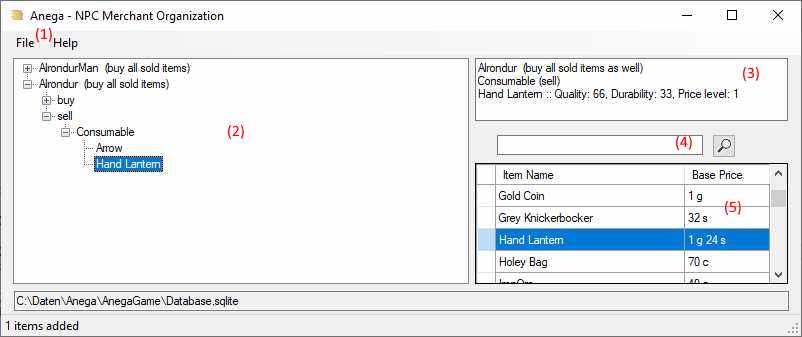 Anega - NPC Merchant Organization
File (1) Help
AlrondurMan (buy all sold items)
Alrondur (buy all sold items)
buy
sell
Consumable
(2)
Arrow
Hand Lantern
Alrondur (buy all sold items as well)
Consumable (sell)
(3)
Hand Lantern :: Quality: 66, Durability: 33, Price level: 1
(4)
Item Name Base Price
Gold Coin 1 g
(5)
Grey Knickerbocker 32 s
Hand Lantern 1 g 24 s
Holey Bag 70 c
C:\Daten\Anega\AnegaGame\Database.sqlite
1 items added